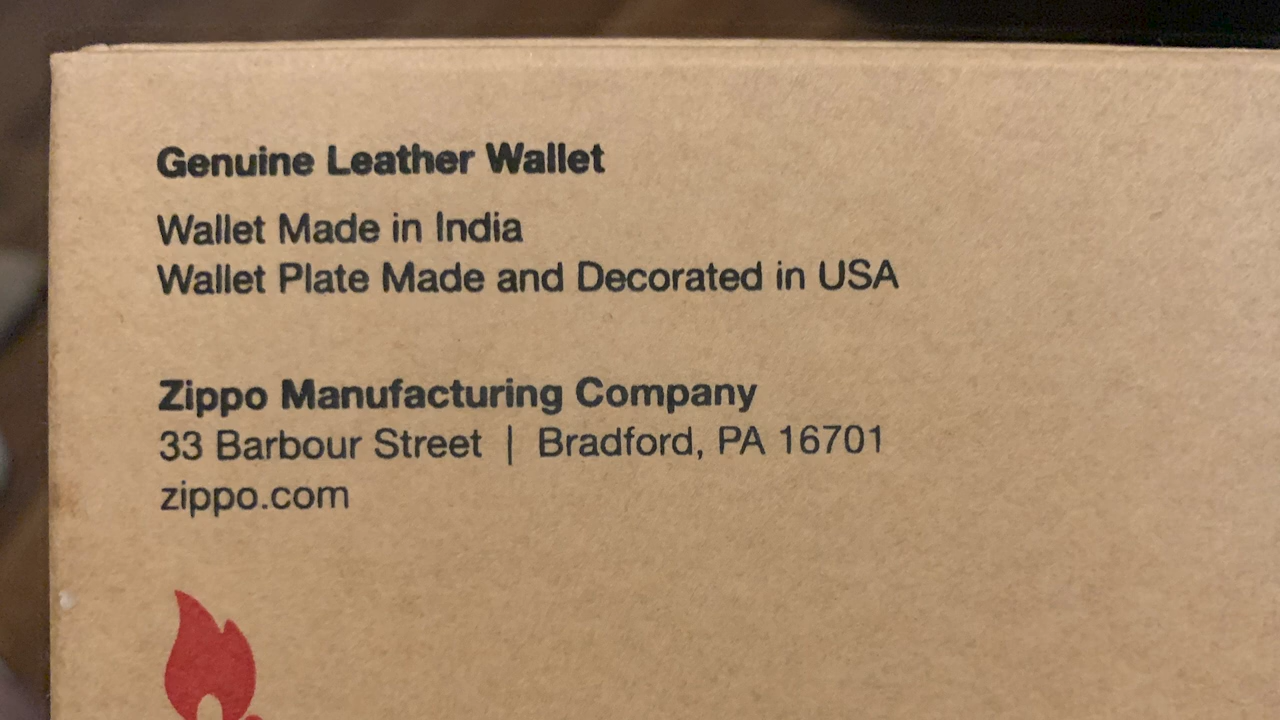 Genuine Leather Wallet
Wallet Made in India
Wallet Plate Made and Decorated in USA
Zippo Manufacturing Company
33 Barbour Street | Bradford, PA 16701
zippo.com